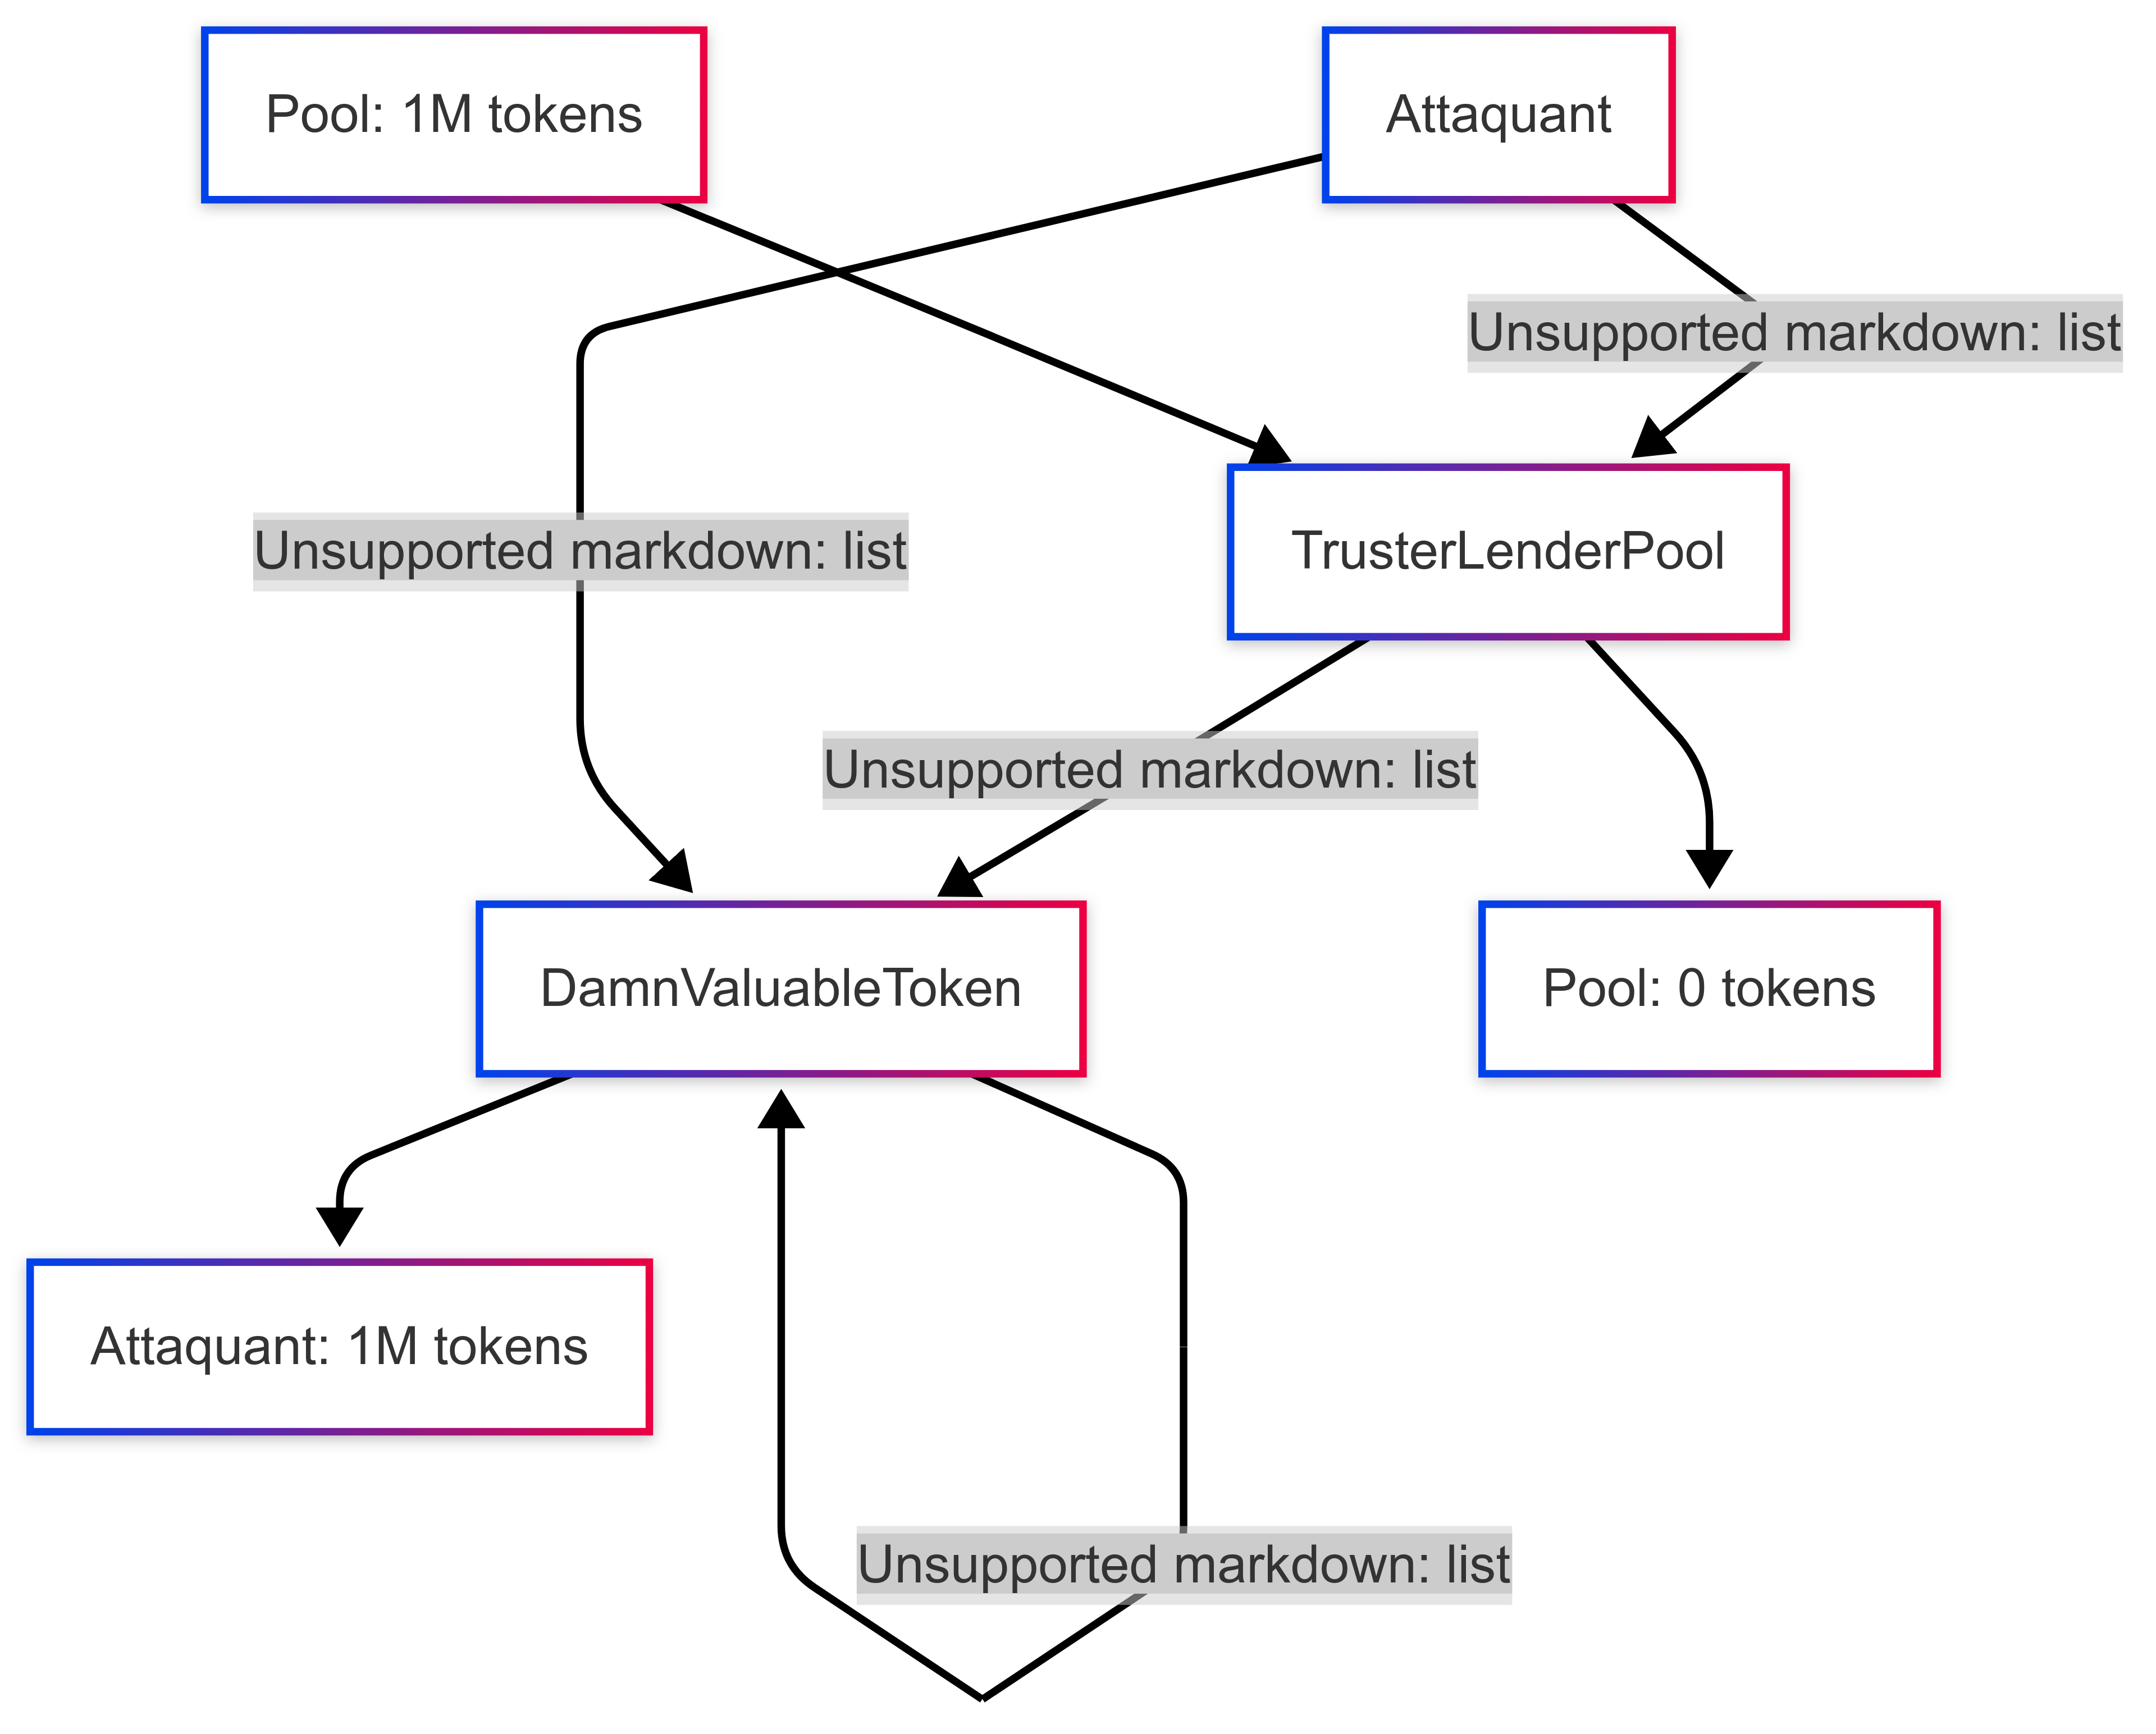 Pool: 1M tokens
Attaquant
Unsupported markdown: list
Unsupported markdown: list
TrusterLenderPool
Unsupported markdown: list
DamnValuableToken
Pool: 0 tokens
Attaquant: 1M tokens
Unsupported markdown: list